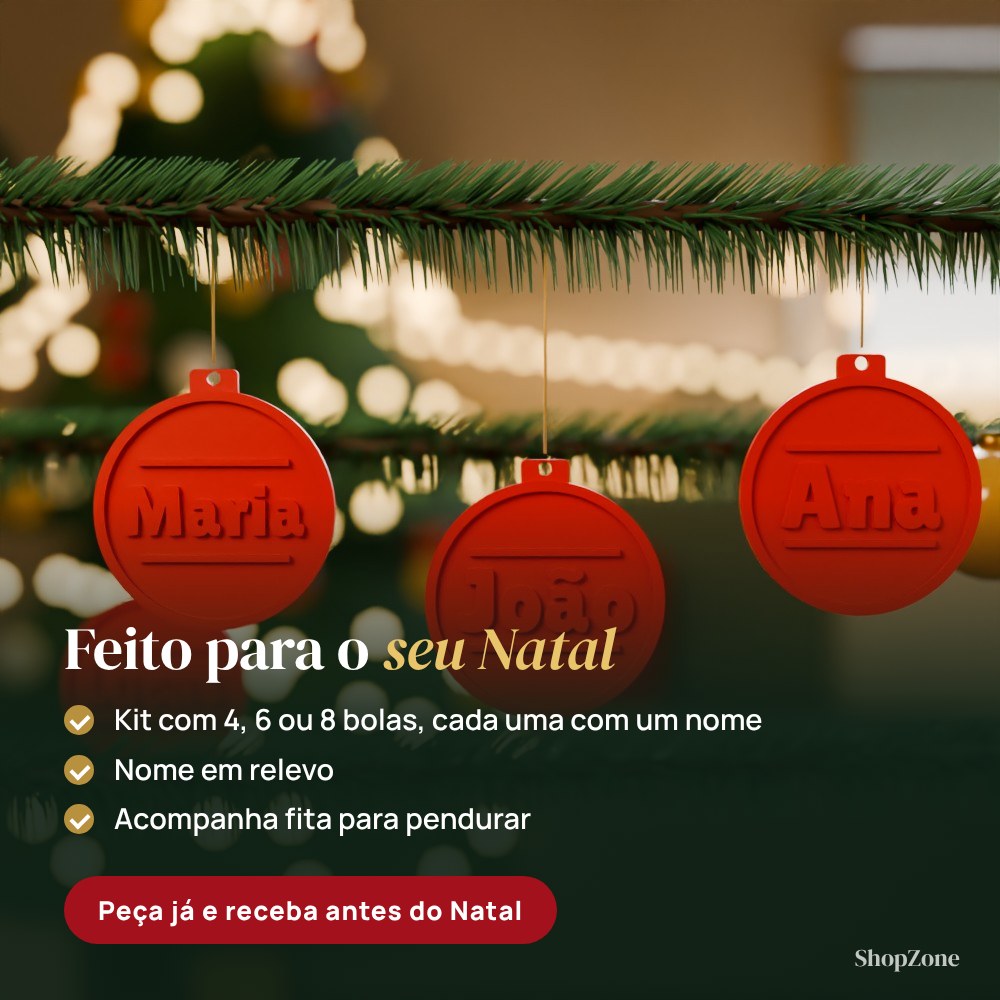 Maria
João
Ana
Feito para o seu Natal
Kit com 4, 6 ou 8 bolas, cada uma com um nome
Nome em relevo
Acompanha fita para pendurar
Peça já e receba antes do Natal
ShopZone